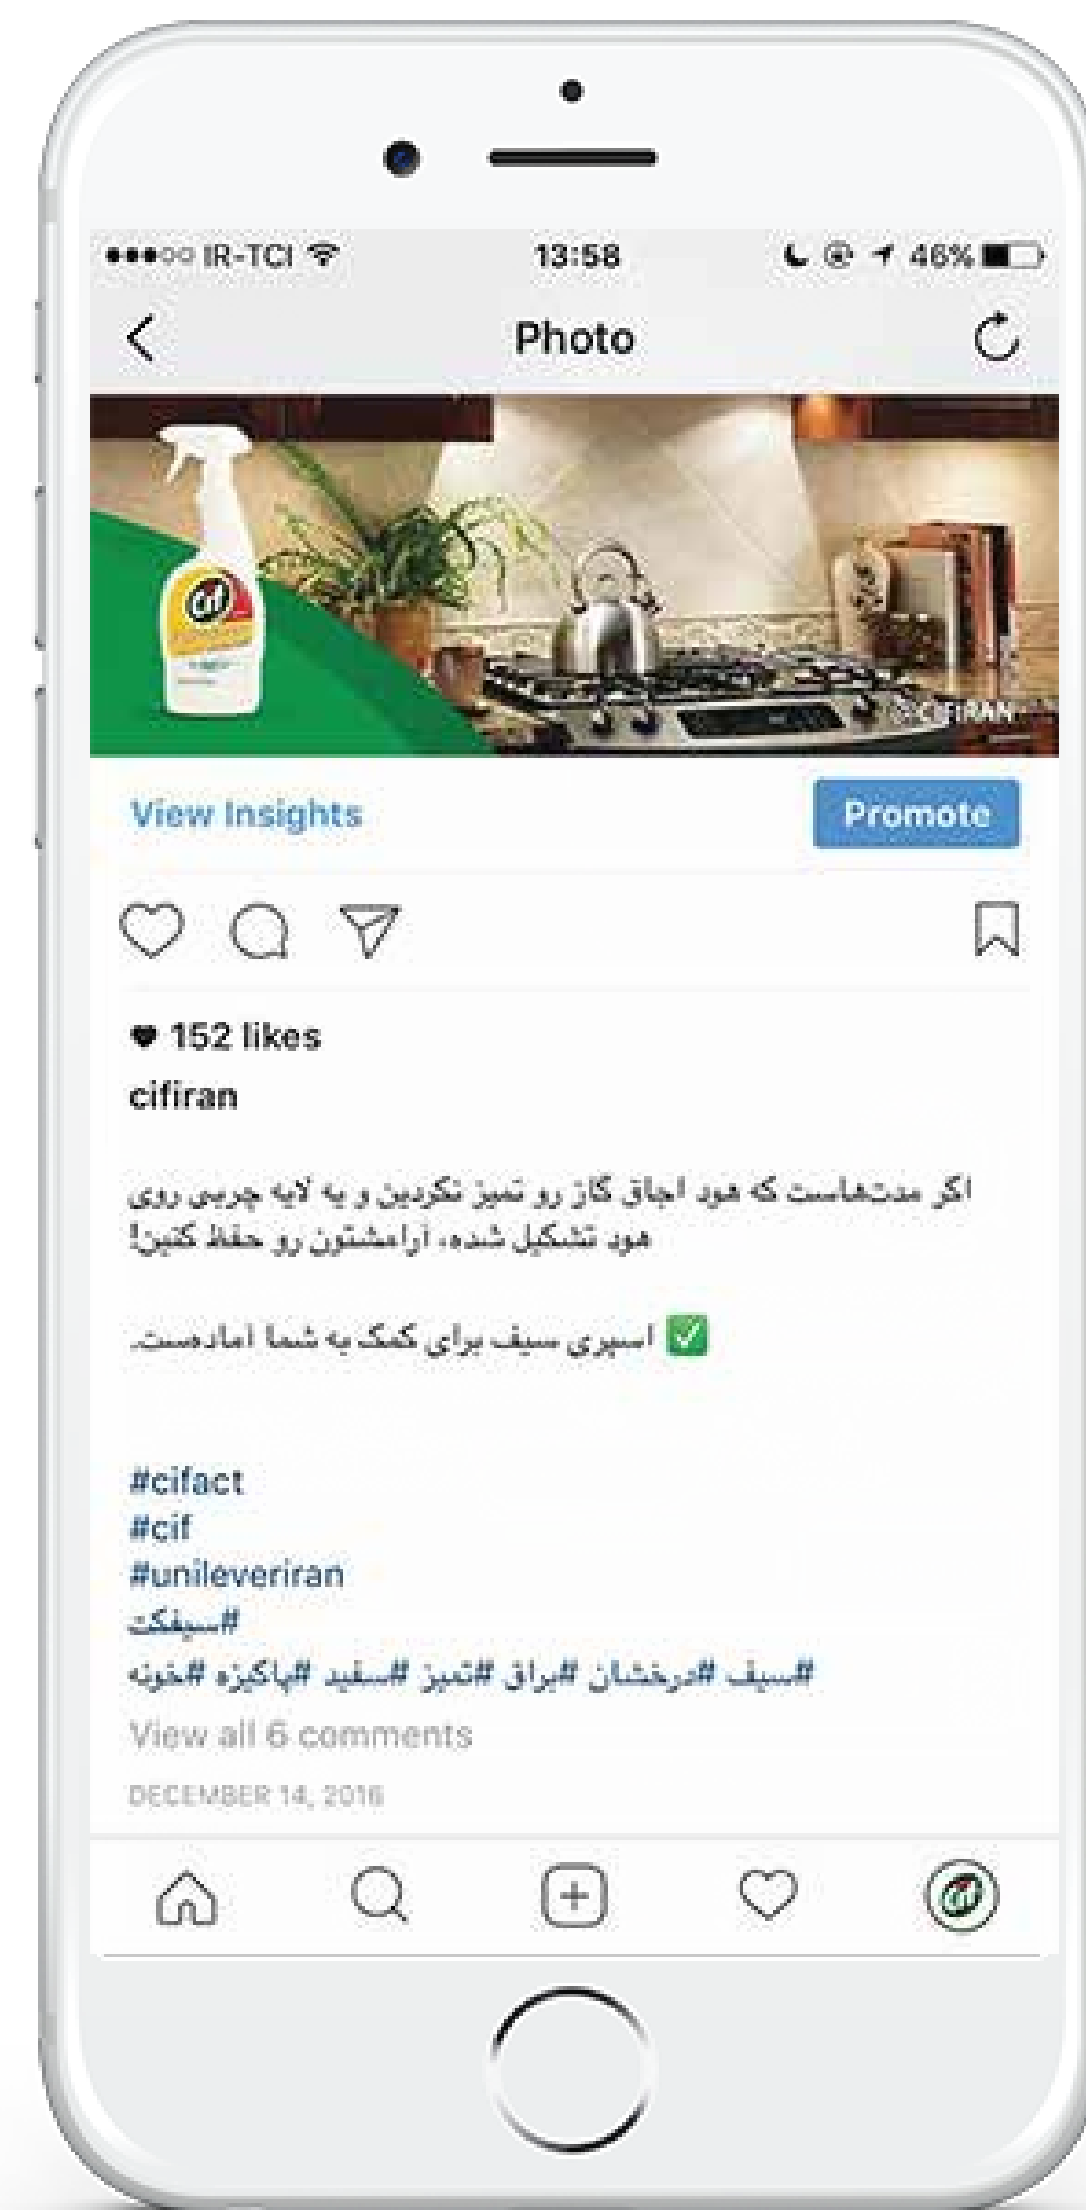 IR-TCI 13:58 46%
Photo
Cif
@CIFIRAN
View Insights Promote
152 likes
cifiran
اگر مدت‌هاست که هود اجاق گاز رو تمیز نکردین و یه لایه چربی روی
هود تشکیل شده، آرامشتون رو حفظ کنین!
✅ اسپری سیف برای کمک به شما آماده‌ست.
#cifact
#cif
#unileveriran
#سیفکت
#سیف #درخشان #براق #تمیز #سفید #پاکیزه #خونه
View all 6 comments
DECEMBER 14, 2016
Cif